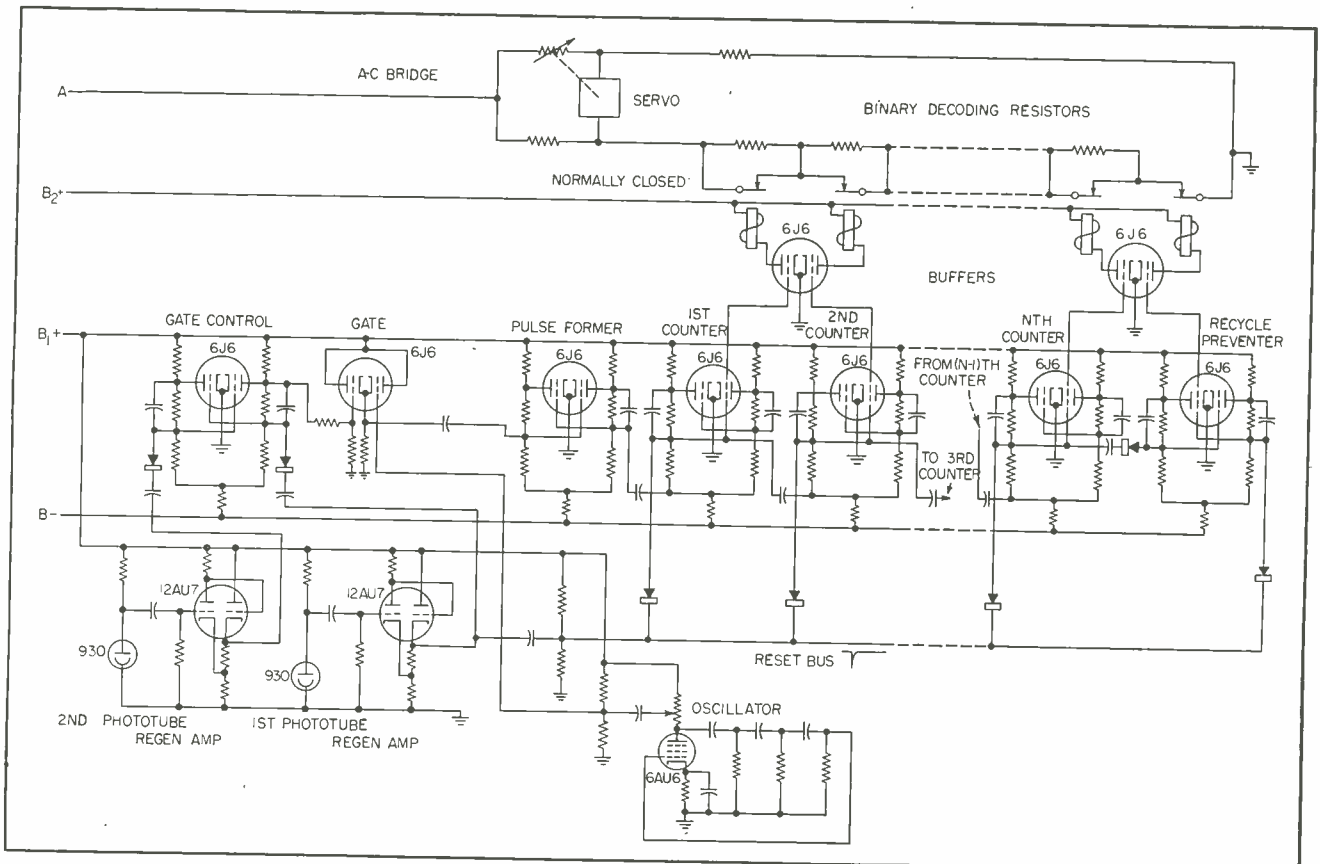 A-C BRIDGE
A
SERVO
BINARY DECODING RESISTORS
NORMALLY CLOSED
B2+
6J6
6J6
BUFFERS
B1+
GATE CONTROL
6J6
GATE
6J6
PULSE FORMER
6J6
1ST
COUNTER
6J6
2ND
COUNTER
6J6
FROM(N-1)TH
COUNTER
NTH
COUNTER
6J6
RECYCLE
PREVENTER
6J6
TO 3RD
COUNTER
B-
12AU7
12AU7
930
930
2ND PHOTOTUBE
REGEN AMP
1ST PHOTOTUBE
REGEN AMP
RESET BUS
OSCILLATOR
6AU6